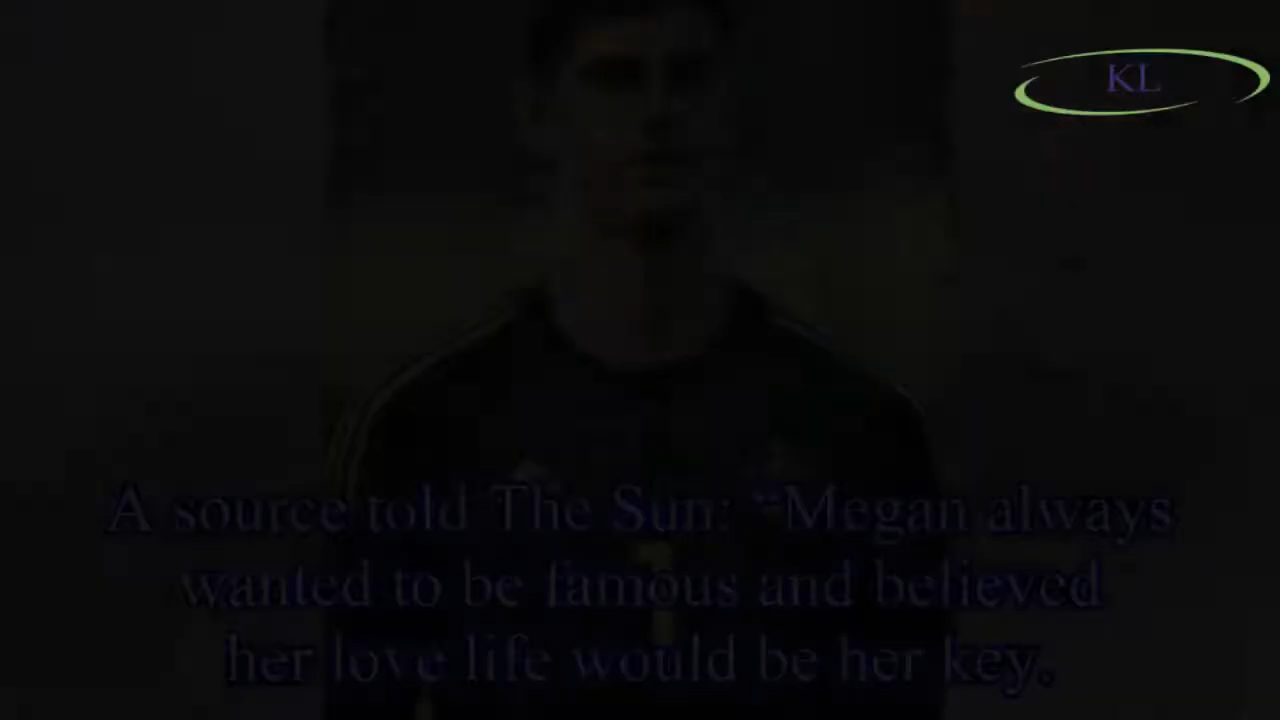 KL
A source told The Sun: “Megan always
wanted to be famous and believed
her love life would be her key.